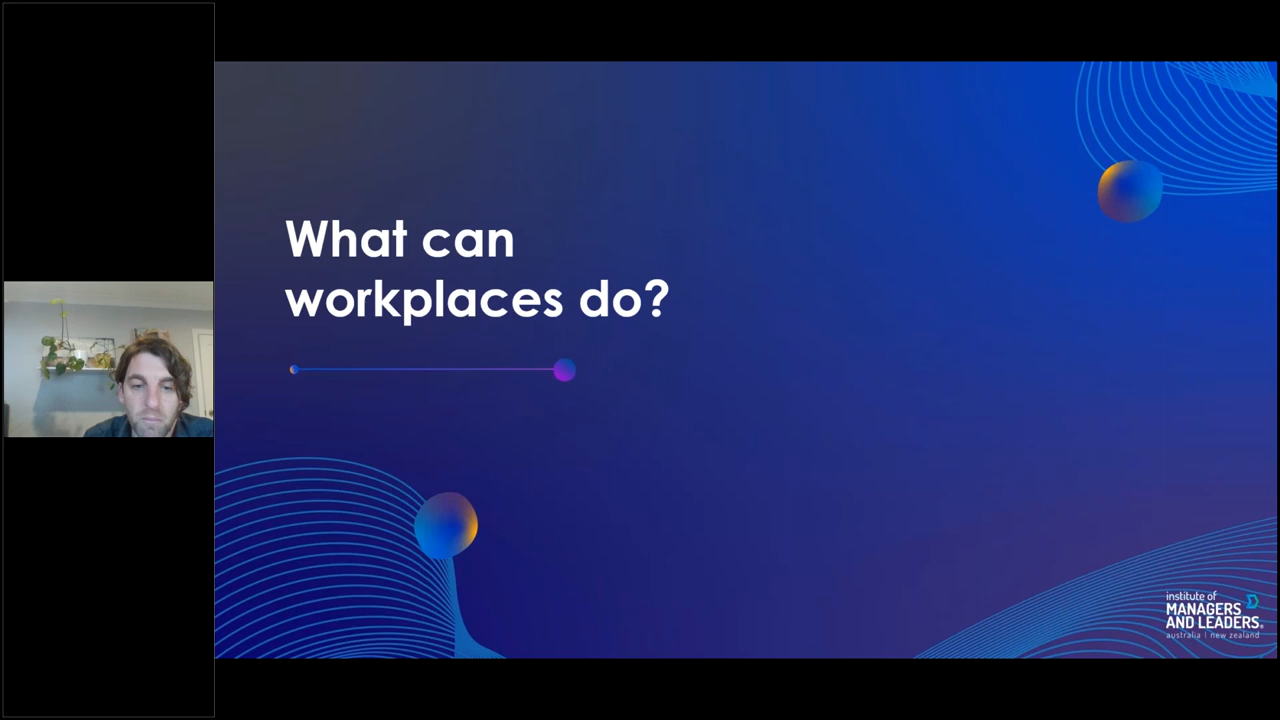 What can
workplaces do?
institute of
MANAGERS
AND LEADERS®
australia | new zealand